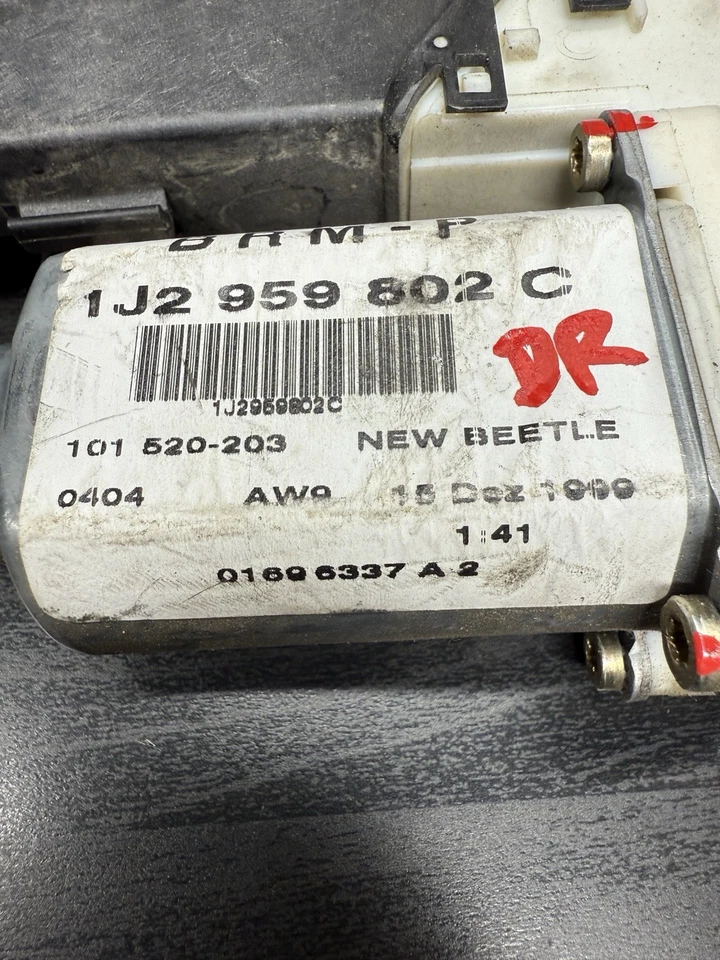 1J2 959 802 C
1J2959802C
DR
101 520-203 NEW BEETLE
0404 AW9 15 Dez 1999
1:41
6337 A 2